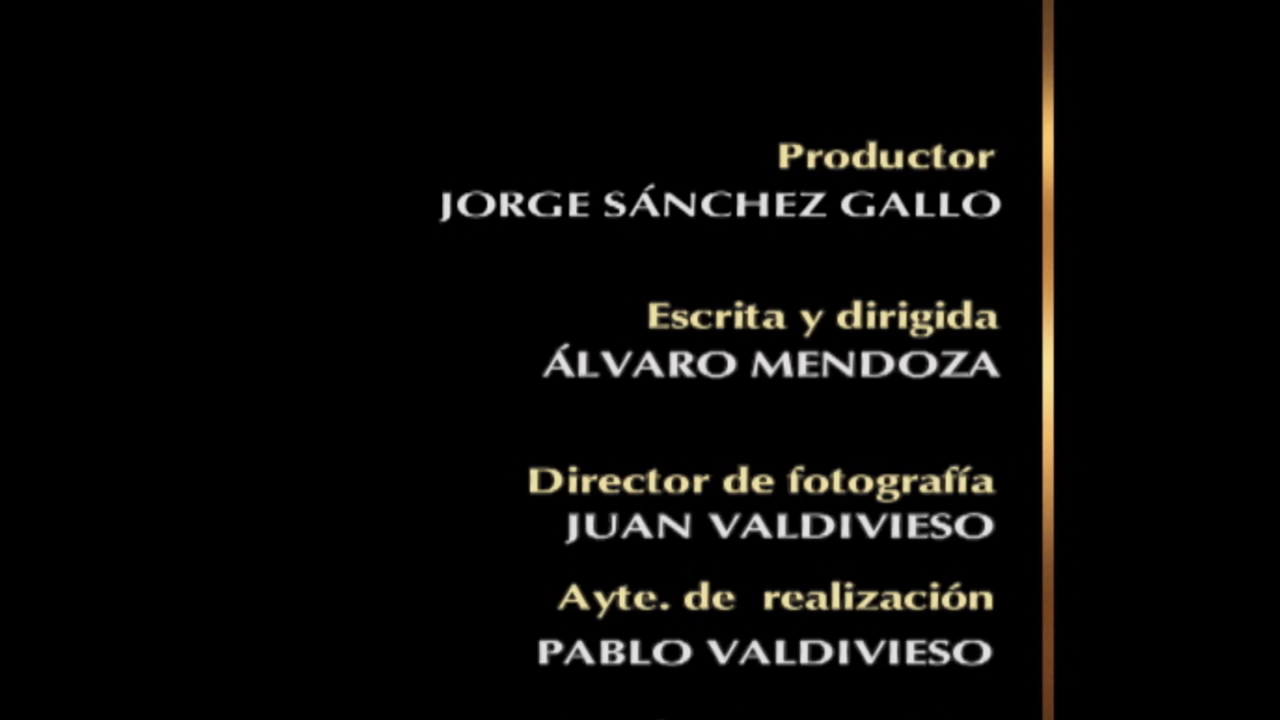 Productor
JORGE SÁNCHEZ GALLO
Escrita y dirigida
ÁLVARO MENDOZA
Director de fotografía
JUAN VALDIVIESO
Ayte. de realización
PABLO VALDIVIESO